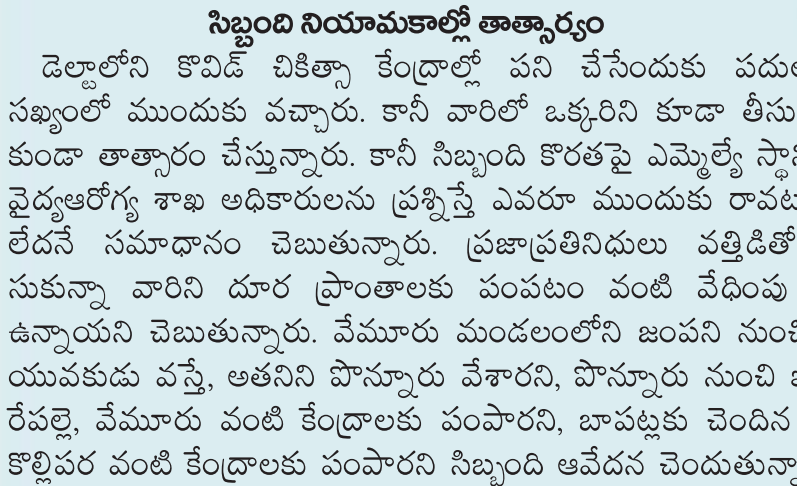 సిబ్బంది నియామకాల్లో తాత్సార్యం
డెల్టాలోని కొవిడ్ చికిత్సా కేంద్రాల్లో పని చేసేందుకు
సఖ్యంలో ముందుకు వచ్చారు. కానీ వారిలో ఒక్కరిని కూడా తీసు
కుండా తాత్సారం చేస్తున్నారు. కానీ సిబ్బంది కొరతపై ఎమ్మెల్యే
వైద్యఆరోగ్య శాఖ అధికారులను ప్రశ్నిస్తే ఎవరూ ముందుకు
లేదనే సమాధానం చెబుతున్నారు. ప్రజాప్రతినిధులు వత్తిడితో
సుకున్నా వారిని దూర ప్రాంతాలకు పంపటం వంటి వేధింపు
ఉన్నాయని చెబుతున్నారు. వేమూరు మండలంలోని జంపని నుంచి
యువకుడు వస్తే, అతనిని పొన్నూరు వేశారని, పొన్నూరు నుంచి
రేపల్లె, వేమూరు వంటి కేంద్రాలకు పంపారని, బాపట్లకు చెందిన
కొల్లిపర వంటి కేంద్రాలకు పంపారని సిబ్బంది ఆవేదన